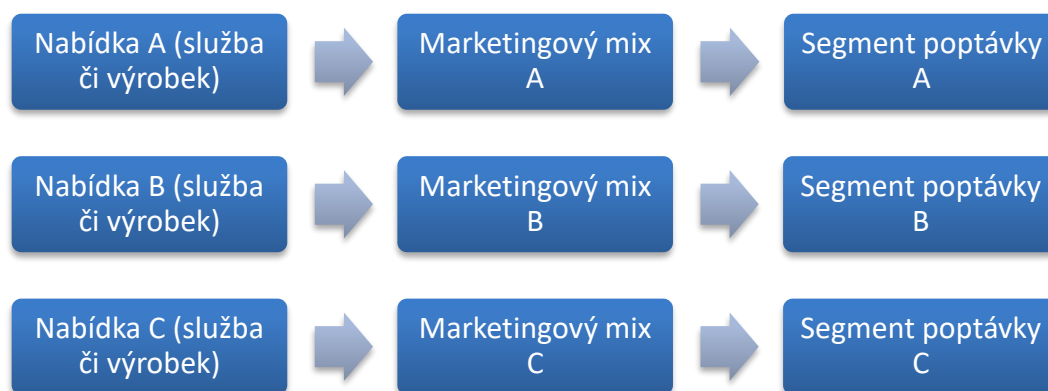 Nabídka A (služba
či výrobek)
Marketingový mix
A
Segment poptávky
A
Nabídka B (služba
či výrobek)
Marketingový mix
B
Segment poptávky
B
Nabídka C (služba
či výrobek)
Marketingový mix
C
Segment poptávky
C